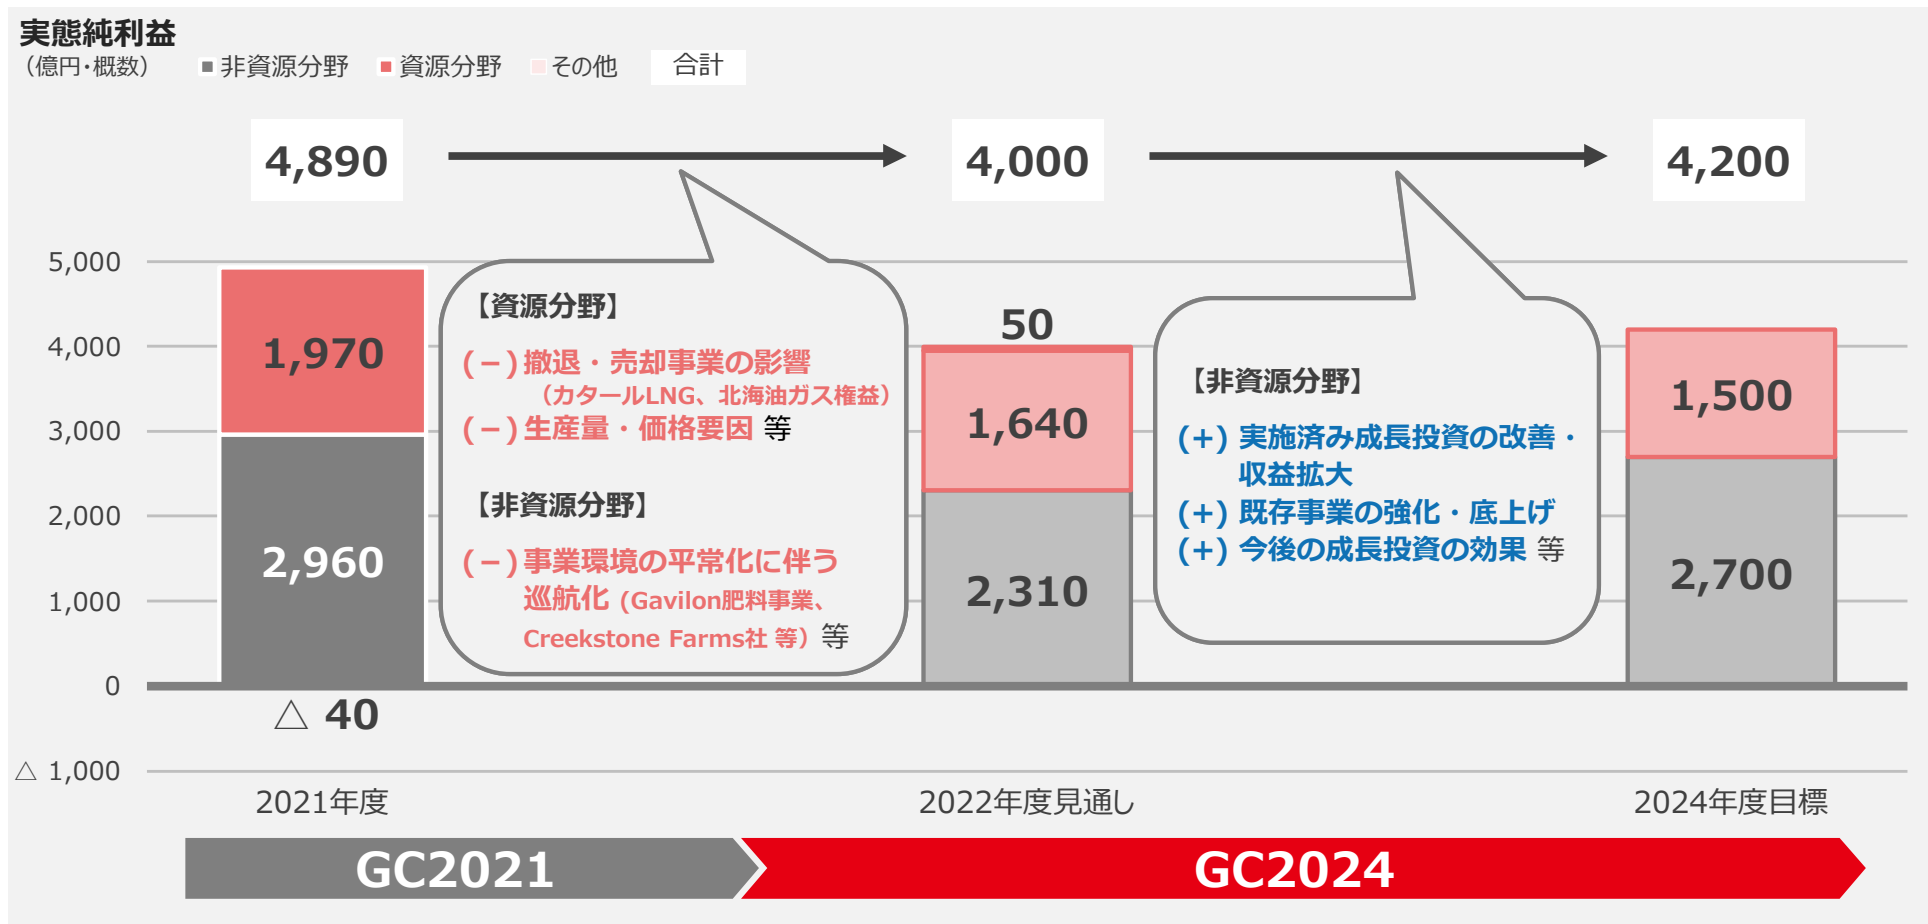 実態純利益
（億円・概数）
非資源分野
資源分野
その他
合計
4,890
4,000
4,200
5,000
4,000
3,000
2,000
1,000
0
△ 1,000
1,970
2,960
△ 40
【資源分野】
(－) 撤退・売却事業の影響
（カタールLNG、北海油ガス権益）
(－) 生産量・価格要因 等
【非資源分野】
(－) 事業環境の平常化に伴う
巡航化 (Gavilon肥料事業、
Creekstone Farms社 等）等
50
1,640
2,310
【非資源分野】
(+) 実施済み成長投資の改善・
収益拡大
(+) 既存事業の強化・底上げ
(+) 今後の成長投資の効果 等
1,500
2,700
2021年度
2022年度見通し
2024年度目標
GC2021
GC2024